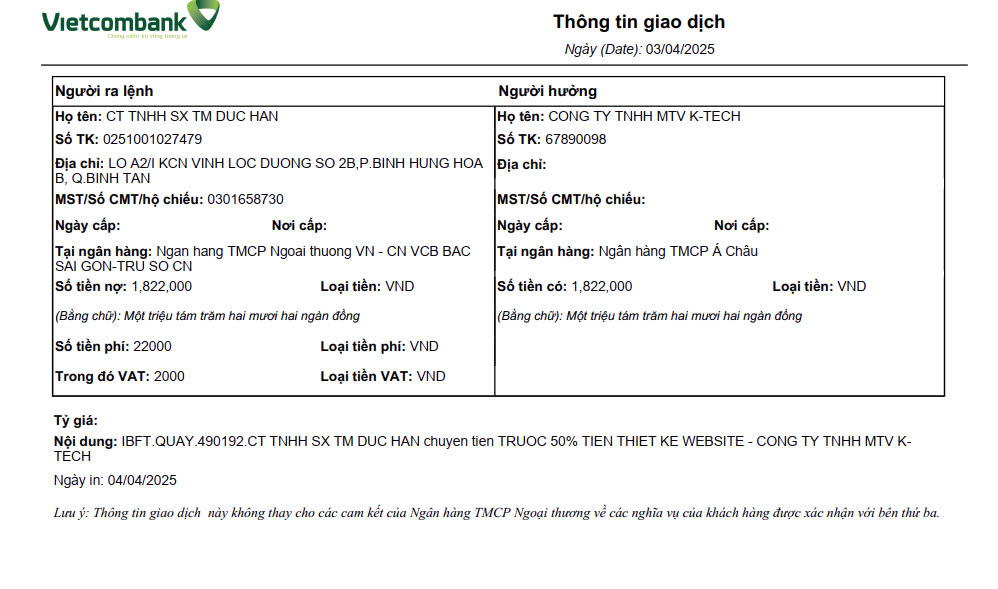 Vietcombank
Chung niềm tin vững tương lai
Thông tin giao dịch
Ngày (Date): 03/04/2025
Người ra lệnh
Người hưởng
Họ tên: CT TNHH SX TM DUC HAN
Họ tên: CONG TY TNHH MTV K-TECH
Số TK: 0251001027479
Số TK: 67890098
Địa chỉ: LO A2/I KCN VINH LOC DUONG SO 2B,P.BINH HUNG HOA
B, Q.BINH TAN
Địa chỉ:
MST/Số CMT/hộ chiếu: 0301658730
MST/Số CMT/hộ chiếu:
Ngày cấp: Nơi cấp:
Ngày cấp: Nơi cấp:
Tại ngân hàng: Ngan hang TMCP Ngoai thuong VN - CN VCB BAC
SAI GON-TRU SO CN
Tại ngân hàng: Ngân hàng TMCP Á Châu
Số tiền nợ: 1,822,000 Loại tiền: VND
Số tiền có: 1,822,000 Loại tiền: VND
(Bằng chữ): Một triệu tám trăm hai mươi hai ngàn đồng
(Bằng chữ): Một triệu tám trăm hai mươi hai ngàn đồng
Số tiền phí: 22000 Loại tiền phí: VND
Trong đó VAT: 2000 Loại tiền VAT: VND
Tỷ giá:
Nội dung: IBFT.QUAY.490192.CT TNHH SX TM DUC HAN chuyen tien TRUOC 50% TIEN THIET KE WEBSITE - CONG TY TNHH MTV K-
TECH
Ngày in: 04/04/2025
Lưu ý: Thông tin giao dịch này không thay cho các cam kết của Ngân hàng TMCP Ngoại thương về các nghĩa vụ của khách hàng được xác nhận với bên thứ ba.